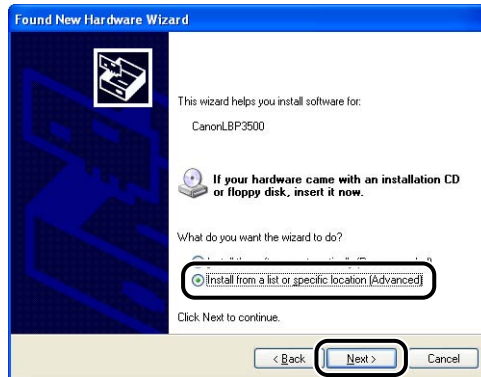 Found New Hardware Wizard
This wizard helps you install software for:
CanonLBP3500
If your hardware came with an installation CD
or floppy disk, insert it now.
What do you want the wizard to do?
Install from a list or specific location (Advanced)
Click Next to continue.
< Back Next > Cancel